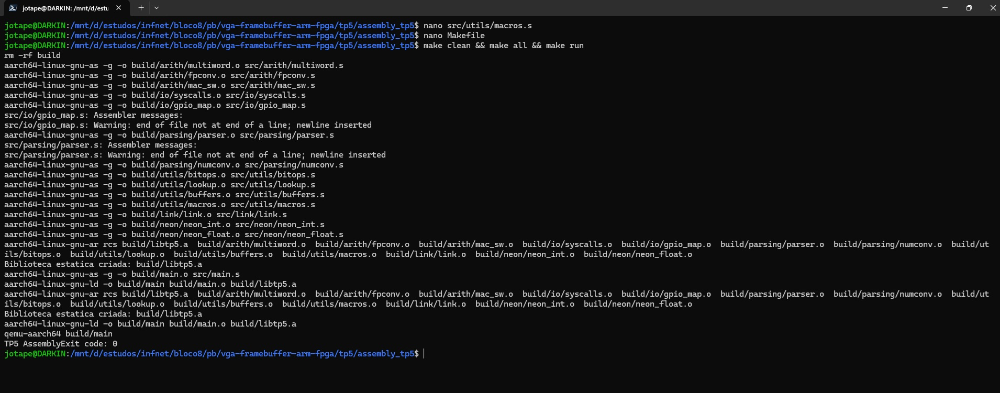 jotape@DARKIN: /mnt/d/estu
jotape@DARKIN:/mnt/d/estudos/infnet/bloco8/pb/vga-framebuffer-arm-fpga/tp5/assembly_tp5$ nano src/utils/macros.s
jotape@DARKIN:/mnt/d/estudos/infnet/bloco8/pb/vga-framebuffer-arm-fpga/tp5/assembly_tp5$ nano Makefile
jotape@DARKIN:/mnt/d/estudos/infnet/bloco8/pb/vga-framebuffer-arm-fpga/tp5/assembly_tp5$ make clean && make all && make run
rm -rf build
aarch64-linux-gnu-as -g -o build/arith/multiword.o src/arith/multiword.s
aarch64-linux-gnu-as -g -o build/arith/fpconv.o src/arith/fpconv.s
aarch64-linux-gnu-as -g -o build/arith/mac_sw.o src/arith/mac_sw.s
aarch64-linux-gnu-as -g -o build/io/syscalls.o src/io/syscalls.s
aarch64-linux-gnu-as -g -o build/io/gpio_map.o src/io/gpio_map.s
src/io/gpio_map.s: Assembler messages:
src/io/gpio_map.s: Warning: end of file not at end of a line; newline inserted
aarch64-linux-gnu-as -g -o build/parsing/parser.o src/parsing/parser.s
src/parsing/parser.s: Assembler messages:
src/parsing/parser.s: Warning: end of file not at end of a line; newline inserted
aarch64-linux-gnu-as -g -o build/parsing/numconv.o src/parsing/numconv.s
aarch64-linux-gnu-as -g -o build/utils/bitops.o src/utils/bitops.s
aarch64-linux-gnu-as -g -o build/utils/lookup.o src/utils/lookup.s
aarch64-linux-gnu-as -g -o build/utils/buffers.o src/utils/buffers.s
aarch64-linux-gnu-as -g -o build/utils/macros.o src/utils/macros.s
aarch64-linux-gnu-as -g -o build/link/link.o src/link/link.s
aarch64-linux-gnu-as -g -o build/neon/neon_int.o src/neon/neon_int.s
aarch64-linux-gnu-as -g -o build/neon/neon_float.o src/neon/neon_float.s
aarch64-linux-gnu-ar rcs build/libtp5.a  build/arith/multiword.o  build/arith/fpconv.o  build/arith/mac_sw.o  build/io/syscalls.o  build/io/gpio_map.o  build/parsing/parser.o  build/parsing/numconv.o  build/ut
ils/bitops.o  build/utils/lookup.o  build/utils/buffers.o  build/utils/macros.o  build/link/link.o  build/neon/neon_int.o  build/neon/neon_float.o
Biblioteca estatica criada: build/libtp5.a
aarch64-linux-gnu-as -g -o build/main.o src/main.s
aarch64-linux-gnu-ld -o build/main build/main.o build/libtp5.a
aarch64-linux-gnu-ar rcs build/libtp5.a  build/arith/multiword.o  build/arith/fpconv.o  build/arith/mac_sw.o  build/io/syscalls.o  build/io/gpio_map.o  build/parsing/parser.o  build/parsing/numconv.o  build/ut
ils/bitops.o  build/utils/lookup.o  build/utils/buffers.o  build/utils/macros.o  build/link/link.o  build/neon/neon_int.o  build/neon/neon_float.o
Biblioteca estatica criada: build/libtp5.a
aarch64-linux-gnu-ld -o build/main build/main.o build/libtp5.a
qemu-aarch64 build/main
TP5 AssemblyExit code: 0
jotape@DARKIN:/mnt/d/estudos/infnet/bloco8/pb/vga-framebuffer-arm-fpga/tp5/assembly_tp5$